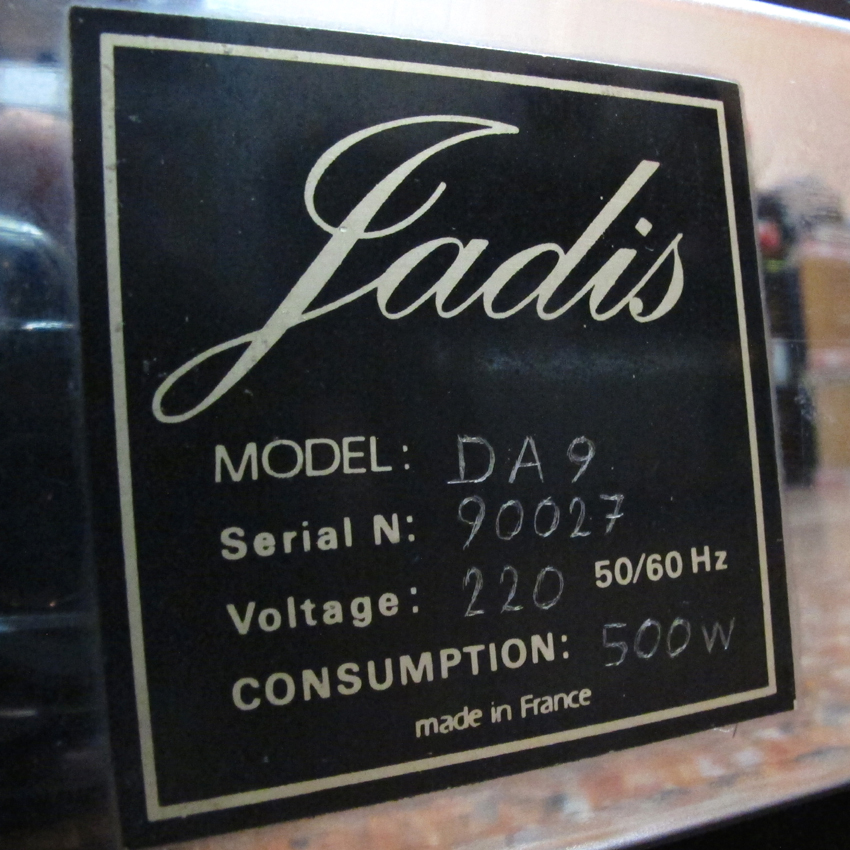 Jadis
MODEL: DA9
Serial N: 90027
Voltage: 220 50/60 Hz
CONSUMPTION: 500W
made in France